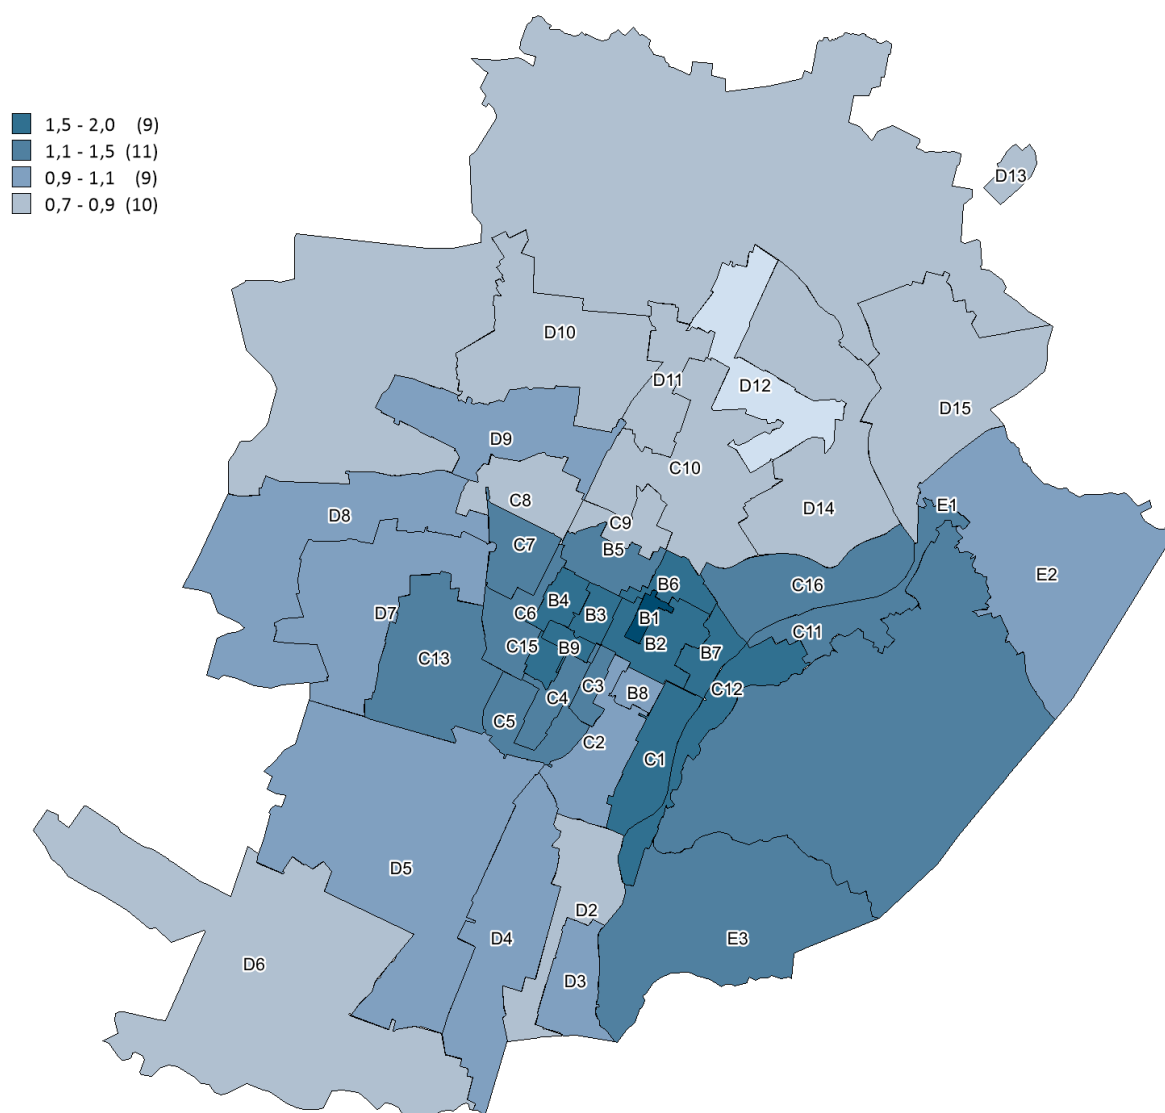 1,5 - 2,0 (9)
1,1 - 1,5 (11)
0,9 - 1,1 (9)
0,7 - 0,9 (10)
D13
D10
D11
D12
D15
D9
C10
C8
D8
C9
D14
E1
C7
B5
E2
B6
C16
B4
D7
C6
B3
B1
C11
C15
B9
B2
B7
C13
C3
B8
C12
C4
C5
C2
C1
D5
D2
D4
E3
D6
D3